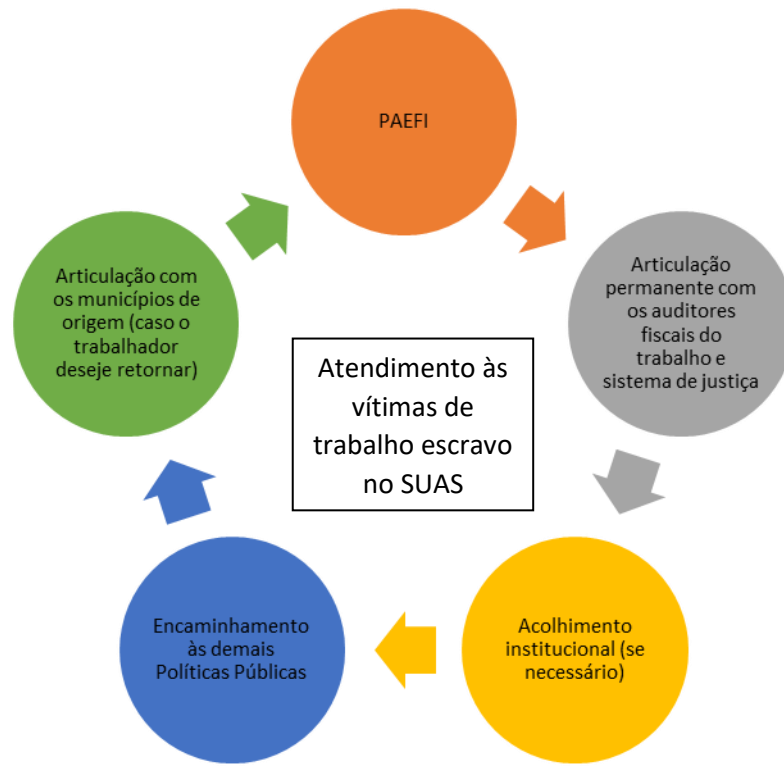 PAEFI
Articulação
permanente com
os auditores
fiscais do
trabalho e
sistema de justiça
Acolhimento
institucional (se
necessário)
Encaminhamento
às demais
Políticas Públicas
Articulação com
os municípios de
origem (caso o
trabalhador
deseje retornar)
Atendimento às
vítimas de
trabalho escravo
no SUAS